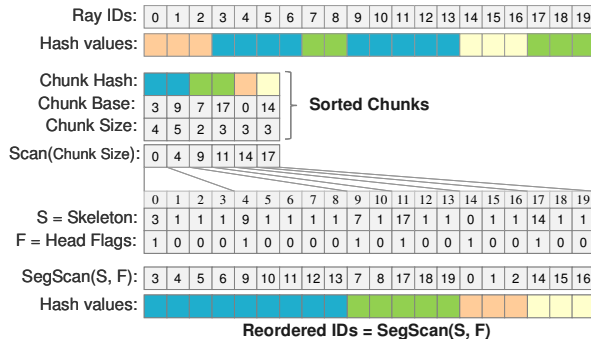 Ray IDs: 0 1 2 3 4 5 6 7 8 9 10 11 12 13 14 15 16 17 18 19
Hash values:
Chunk Hash:
Chunk Base: 3 9 7 17 0 14
Sorted Chunks
Chunk Size: 4 5 2 3 3 3
Scan(Chunk Size): 0 4 9 11 14 17
0 1 2 3 4 5 6 7 8 9 10 11 12 13 14 15 16 17 18 19
S = Skeleton: 3 1 1 1 9 1 1 1 1 7 1 17 1 1 0 1 1 14 1 1
F = Head Flags: 1 0 0 0 1 0 0 0 0 1 0 1 0 0 1 0 0 1 0 0
SegScan(S, F): 3 4 5 6 9 10 11 12 13 7 8 17 18 19 0 1 2 14 15 16
Hash values:
Reordered IDs = SegScan(S, F)